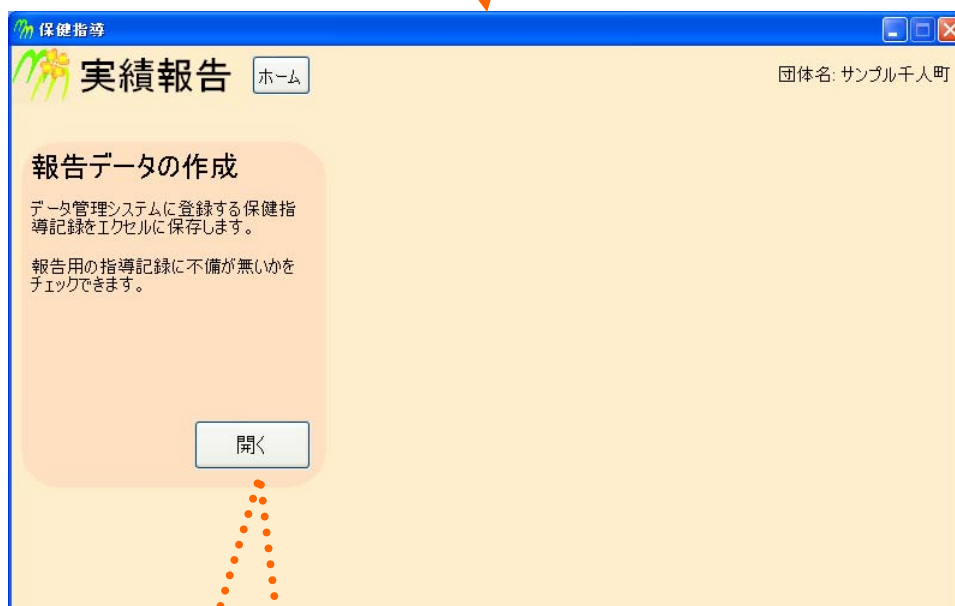 保健指導
実績報告 ホーム
団体名: サンプル千人町
報告データの作成
データ管理システムに登録する保健指
導記録をエクセルに保存します。
報告用の指導記録に不備が無いかを
チェックできます。
開く